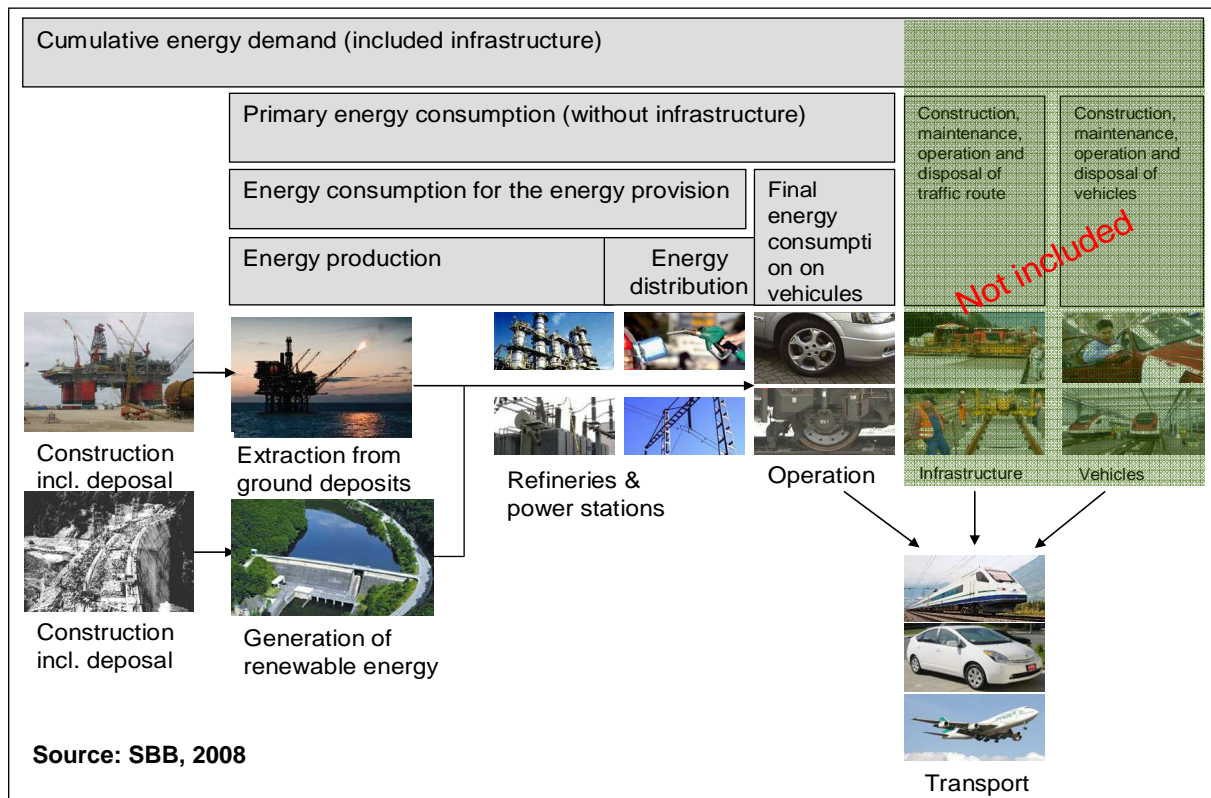 Cumulative energy demand (included infrastructure)
Primary energy consumption (without infrastructure)
Construction,
maintenance,
operation and
disposal of
traffic route
Construction,
maintenance,
operation and
disposal of
vehicles
Energy consumption for the energy provision
Final
energy
consumpti
on on
vehicules
Energy production
Energy
distribution
Not included
Construction
incl. deposal
Extraction from
ground deposits
Refineries &
power stations
Operation
Infrastructure
Vehicles
Construction
incl. deposal
Generation of
renewable energy
Source: SBB, 2008
Transport